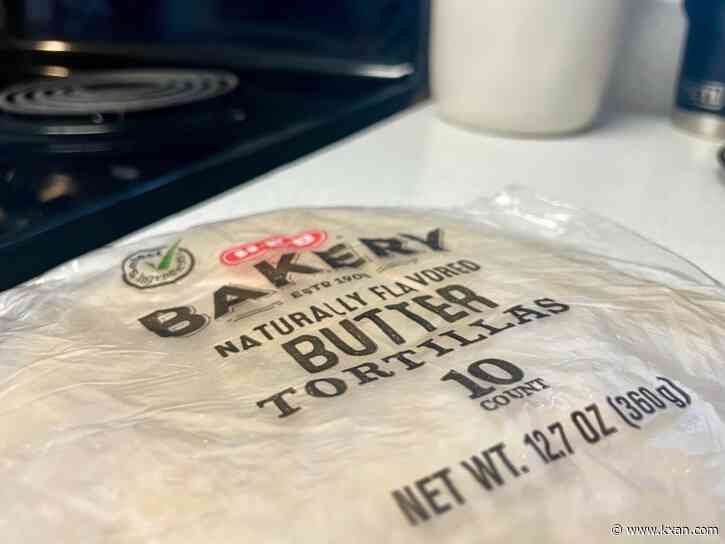 H-E-B
BAKERY
ESTD 1905
NATURALLY FLAVORED
BUTTER
TORTILLAS
10
COUNT
NET WT. 12.7 OZ (360g)
www.kxan.com